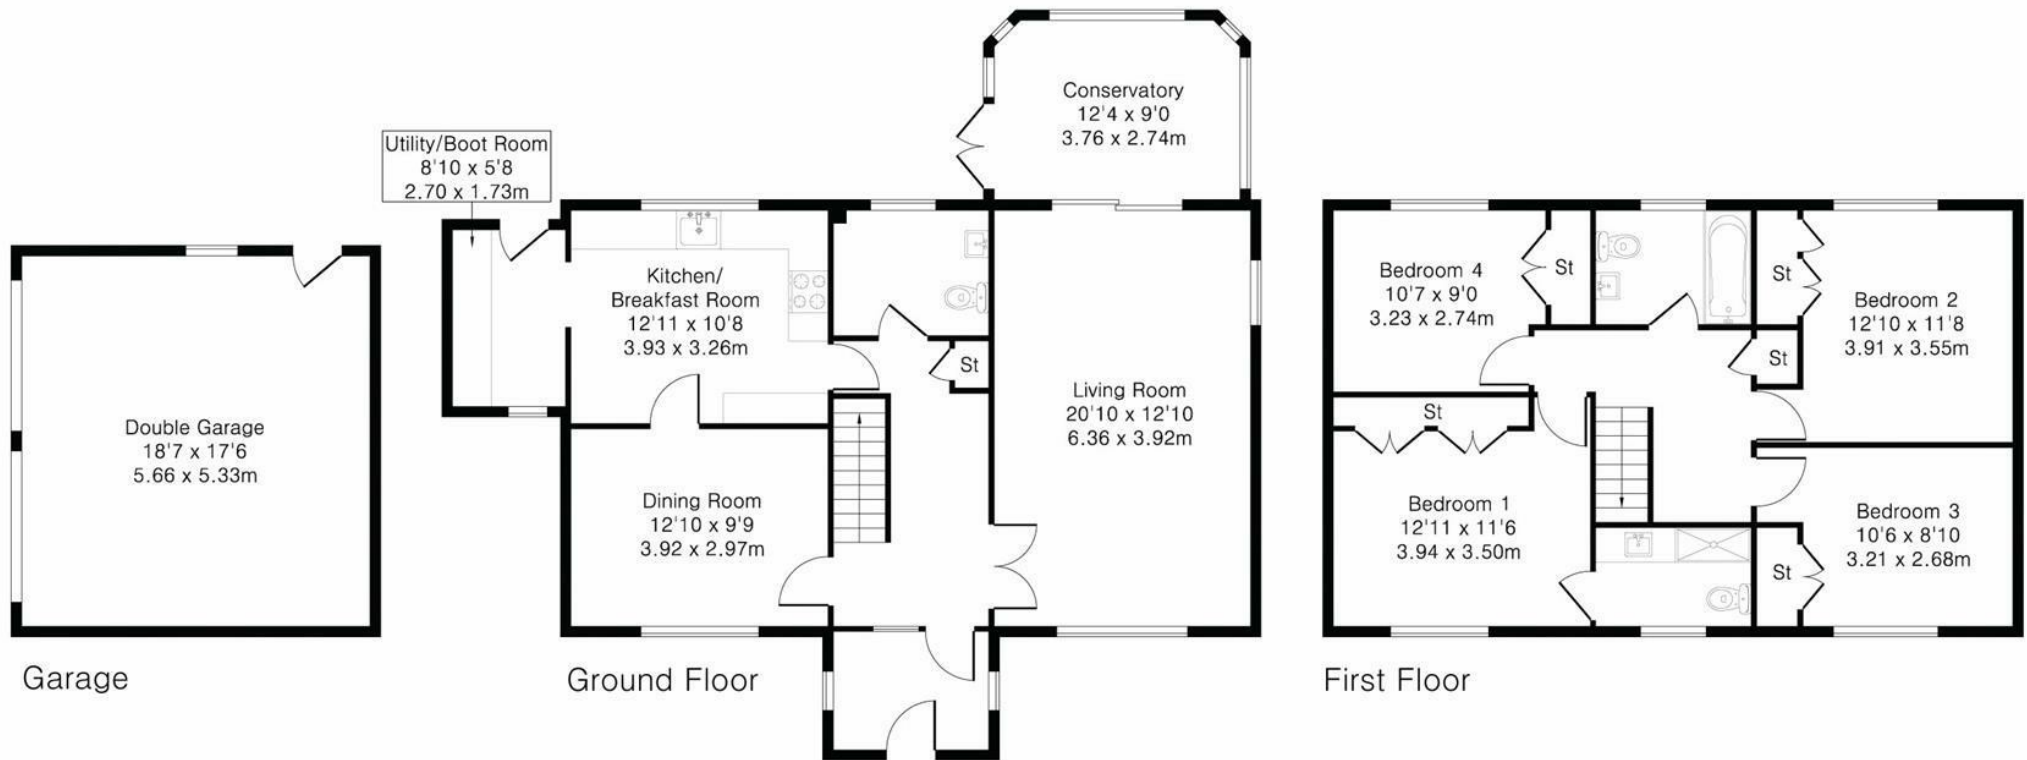 Double Garage
18'7 x 17'6
5.66 x 5.33m
Garage
Utility/Boot Room
8'10 x 5'8
2.70 x 1.73m
Kitchen/
Breakfast Room
12'11 x 10'8
3.93 x 3.26m
Dining Room
12'10 x 9'9
3.92 x 2.97m
St
Conservatory
12'4 x 9'0
3.76 x 2.74m
Living Room
20'10 x 12'10
6.36 x 3.92m
Ground Floor
Bedroom 4
10'7 x 9'0
3.23 x 2.74m
St
St
Bedroom 2
12'10 x 11'8
3.91 x 3.55m
St
St
Bedroom 1
12'11 x 11'6
3.94 x 3.50m
Bedroom 3
10'6 x 8'10
3.21 x 2.68m
St
First Floor